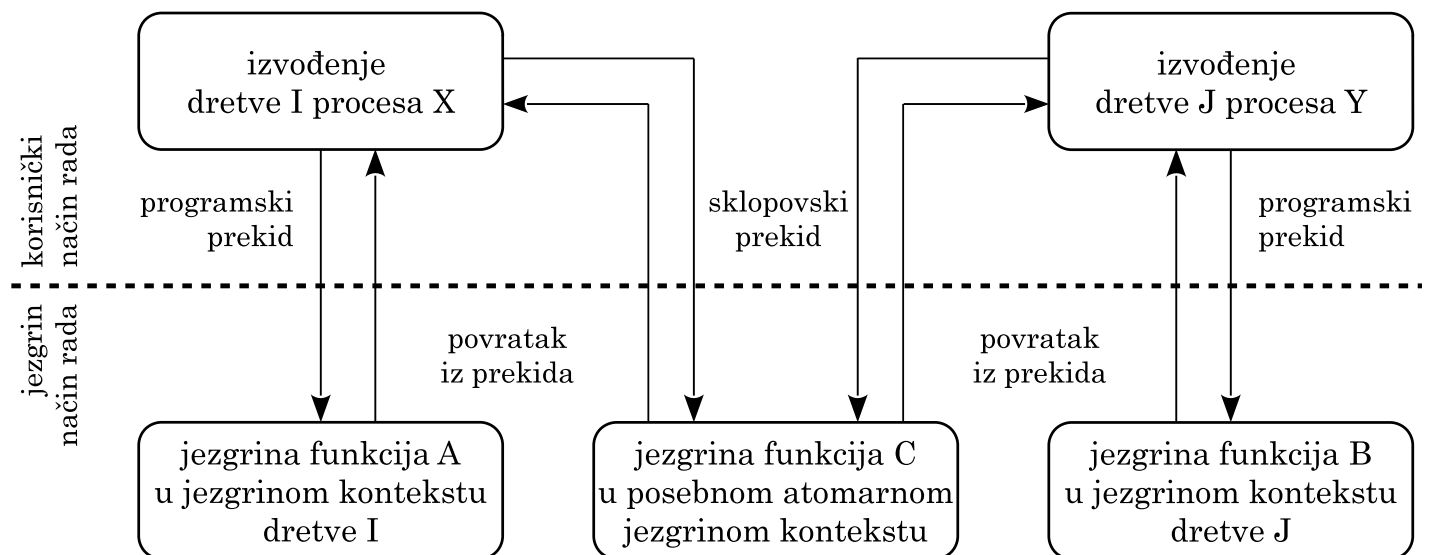 izvođenje
dretve I procesa X
izvođenje
dretve J procesa Y
korisnički
način rada
programski
prekid
sklopovski
prekid
programski
prekid
jezgrin
način rada
povratak
iz prekida
povratak
iz prekida
jezgrina funkcija A
u jezgrinom kontekstu
dretve I
jezgrina funkcija C
u posebnom atomarnom
jezgrinom kontekstu
jezgrina funkcija B
u jezgrinom kontekstu
dretve J